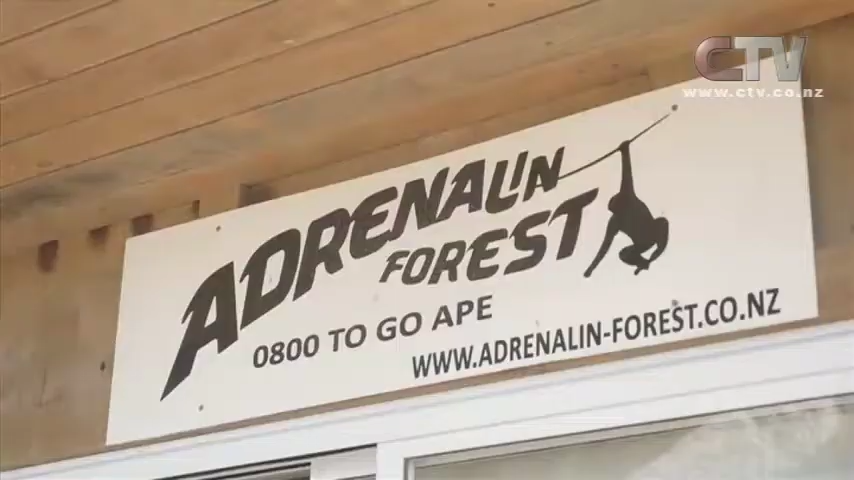 CTV
www.ctv.co.nz
ADRENALIN
FOREST
0800 TO GO APE
WWW.ADRENALIN-FOREST.CO.NZ